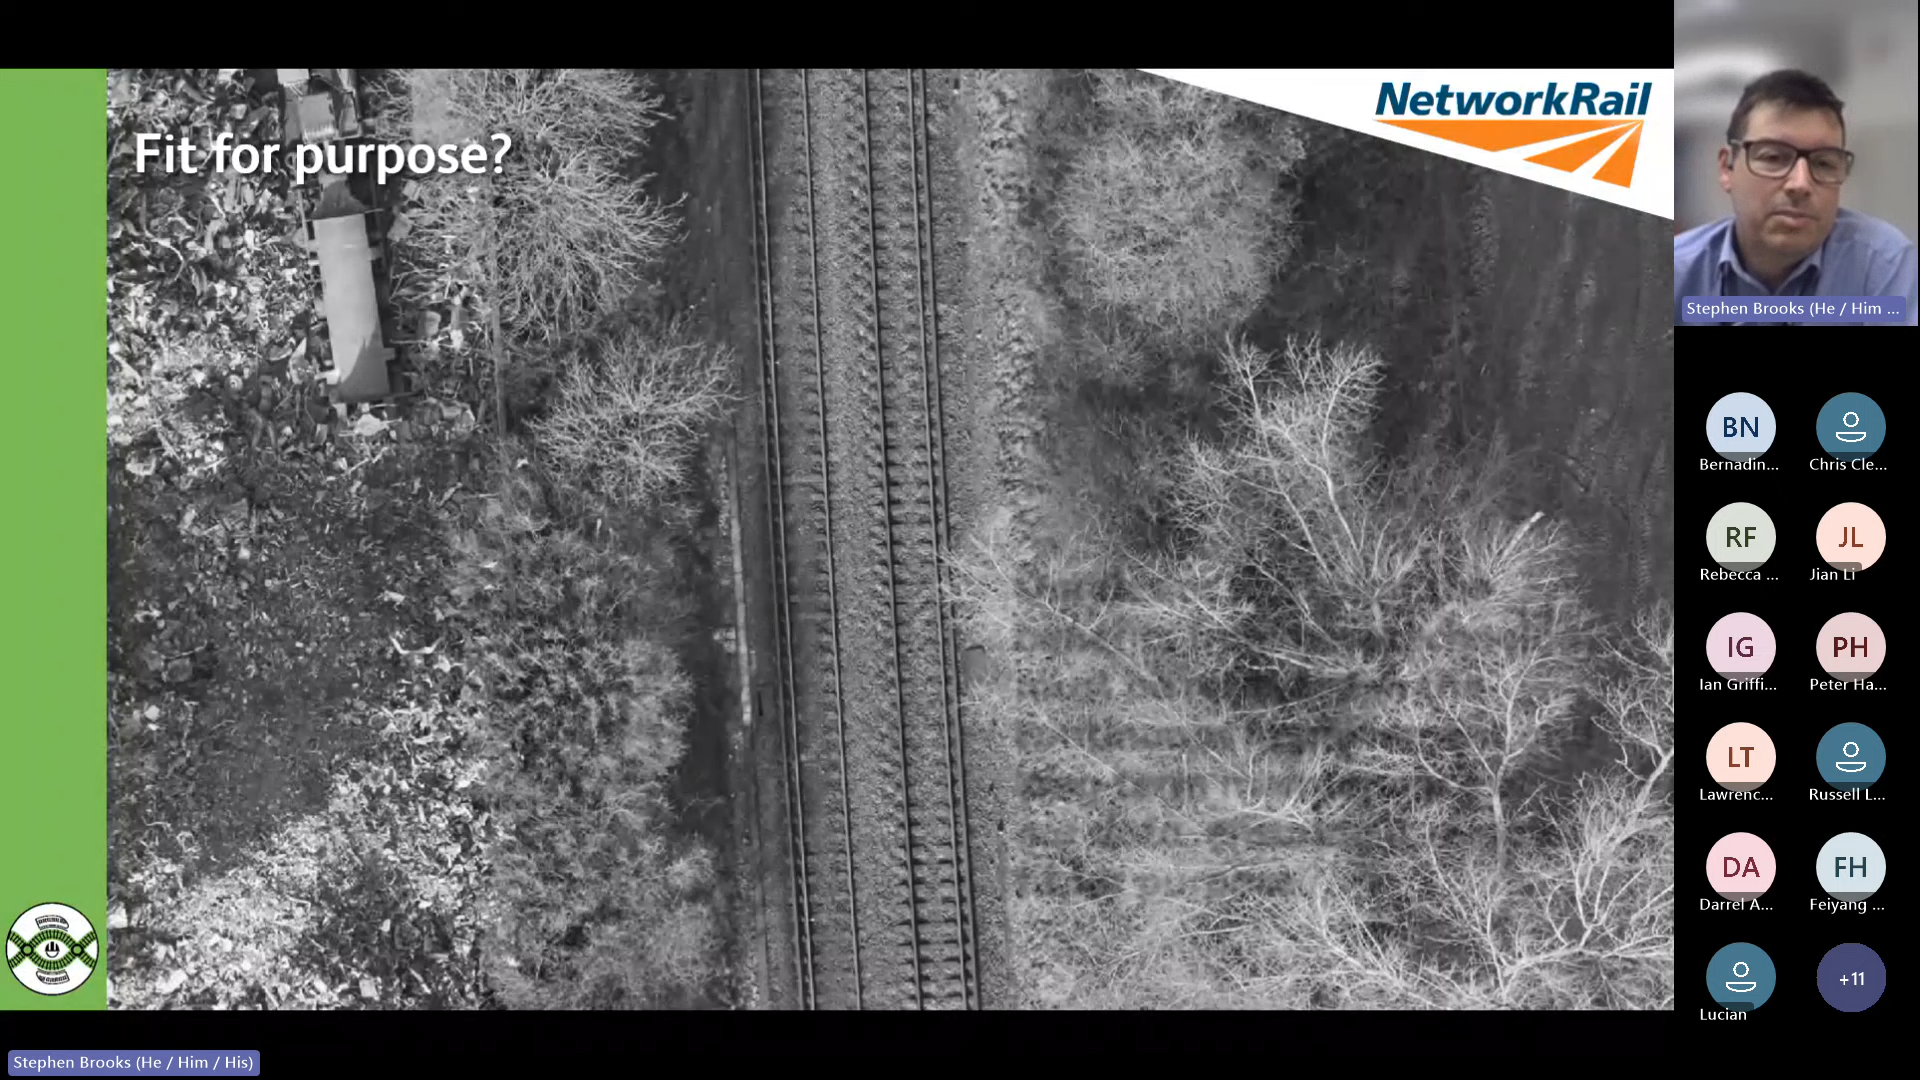 Fit for purpose?
NetworkRail
Stephen Brooks (He / Him ...
BN
Bernadin...
Chris Cle...
RF
Rebecca ...
JL
Jian Li
IG
Ian Griffi...
PH
Peter Ha...
LT
Lawrenc...
Russell L...
DA
Darrel A...
FH
Feiyang ...
Lucian
+11
Stephen Brooks (He / Him / His)